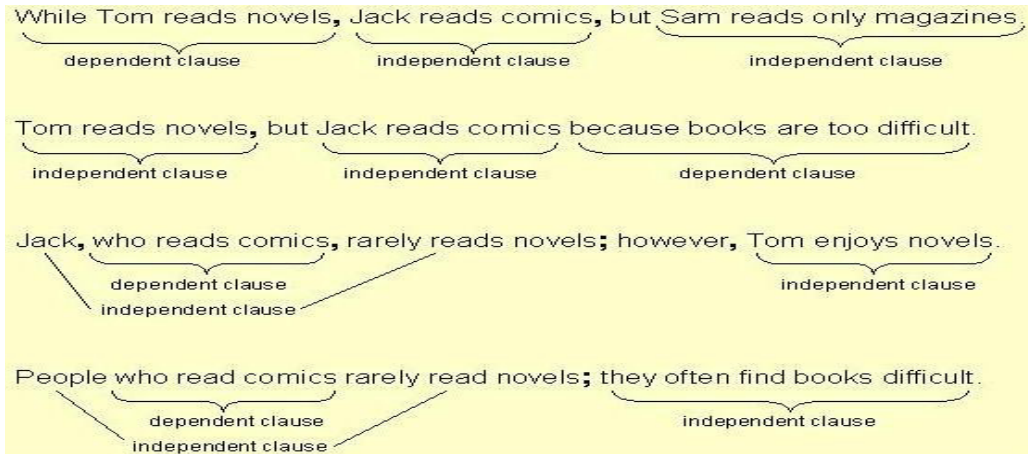 While Tom reads novels, Jack reads comics, but Sam reads only magazines.
dependent clause independent clause independent clause
Tom reads novels, but Jack reads comics because books are too difficult.
independent clause independent clause dependent clause
Jack, who reads comics, rarely reads novels; however, Tom enjoys novels.
dependent clause independent clause
independent clause
People who read comics rarely read novels; they often find books difficult.
dependent clause independent clause
independent clause